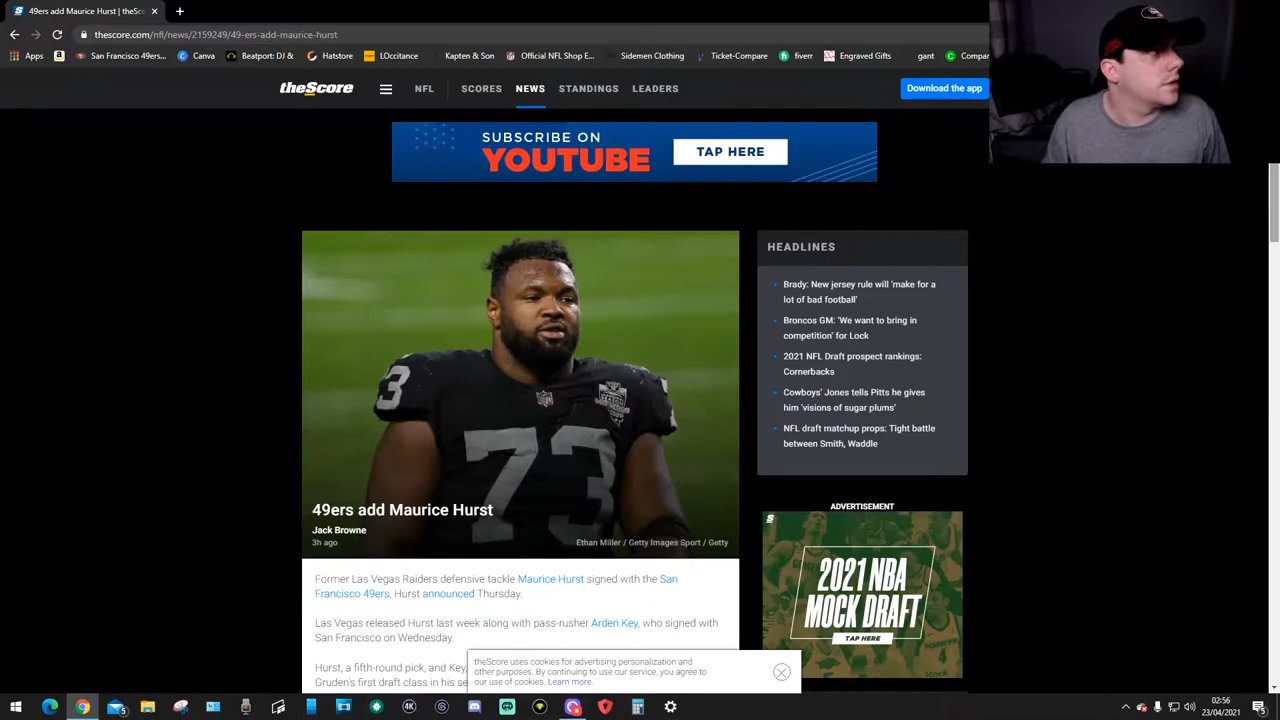 49ers add Maurice Hurst | theSc
thescore.com/nfl/news/2159249/49-ers-add-maurice-hurst
Apps San Francisco 49ers... Canva Beatport: DJ & Hatstore LOccitance Kapten & Son Official NFL Shop E... Sidemen Clothing Ticket-Compare fiverr Engraved Gifts gant Compar
theScore NFL SCORES NEWS STANDINGS LEADERS Download the app
SUBSCRIBE ON
YOUTUBE
TAP HERE
HEADLINES
Brady: New jersey rule will 'make for a
lot of bad football'
Broncos GM: 'We want to bring in
competition' for Lock
2021 NFL Draft prospect rankings:
Cornerbacks
Cowboys' Jones tells Pitts he gives
him 'visions of sugar plums'
NFL draft matchup props: Tight battle
between Smith, Waddle
3
73
49ers add Maurice Hurst
Jack Browne
3h ago
Ethan Miller / Getty Images Sport / Getty
ADVERTISEMENT
2021 NBA
MOCK DRAFT
TAP HERE
Former Las Vegas Raiders defensive tackle Maurice Hurst signed with the San
Francisco 49ers, Hurst announced Thursday.
Las Vegas released Hurst last week along with pass-rusher Arden Key, who signed with
San Francisco on Wednesday.
Hurst, a fifth-round pick, and Key,
Gruden's first draft class in his se
theScore uses cookies for advertising personalization and
other purposes. By continuing to use our service, you agree to
our use of cookies. Learn more.
4K
02:56
23/04/2021